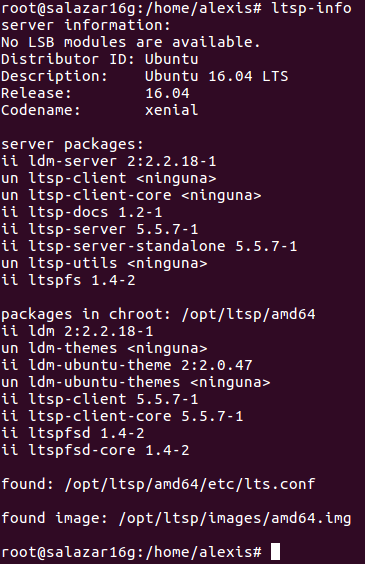 root@salazar16g:/home/alexis# ltsp-info
server information:
No LSB modules are available.
Distributor ID: Ubuntu
Description:    Ubuntu 16.04 LTS
Release:        16.04
Codename:       xenial

server packages:
ii ldm-server 2:2.2.18-1
un ltsp-client <ninguna>
un ltsp-client-core <ninguna>
ii ltsp-docs 1.2-1
ii ltsp-server 5.5.7-1
ii ltsp-server-standalone 5.5.7-1
un ltsp-utils <ninguna>
ii ltspfs 1.4-2

packages in chroot: /opt/ltsp/amd64
ii ldm 2:2.2.18-1
un ldm-themes <ninguna>
ii ldm-ubuntu-theme 2:2.0.47
un ldm-ubuntu-themes <ninguna>
ii ltsp-client 5.5.7-1
ii ltsp-client-core 5.5.7-1
ii ltspfsd 1.4-2
ii ltspfsd-core 1.4-2

found: /opt/ltsp/amd64/etc/lts.conf

found image: /opt/ltsp/images/amd64.img

root@salazar16g:/home/alexis#